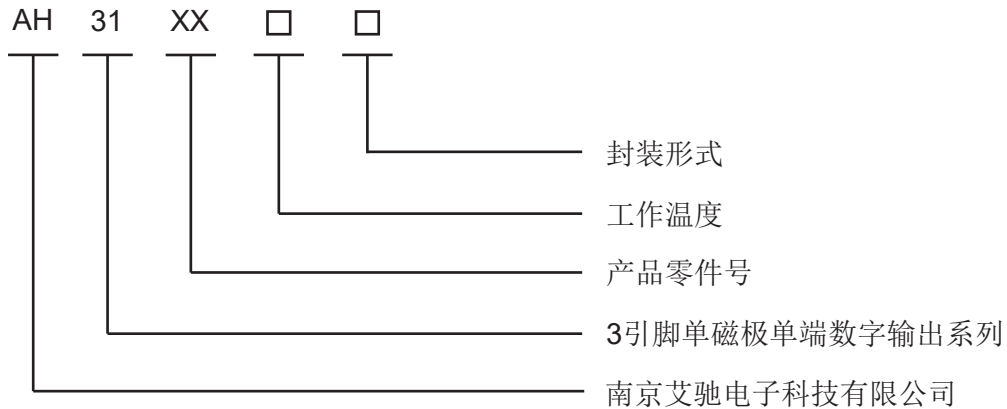 AH 31 XX □ □
封装形式
工作温度
产品零件号
3引脚单磁极单端数字输出系列
南京艾驰电子科技有限公司